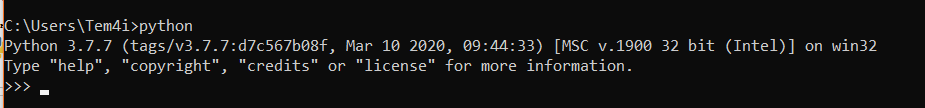 C:\Users\Tem4i>python
Python 3.7.7 (tags/v3.7.7:d7c567b08f, Mar 10 2020, 09:44:33) [MSC v.1900 32 bit (Intel)] on win32
Type "help", "copyright", "credits" or "license" for more information.
>>>